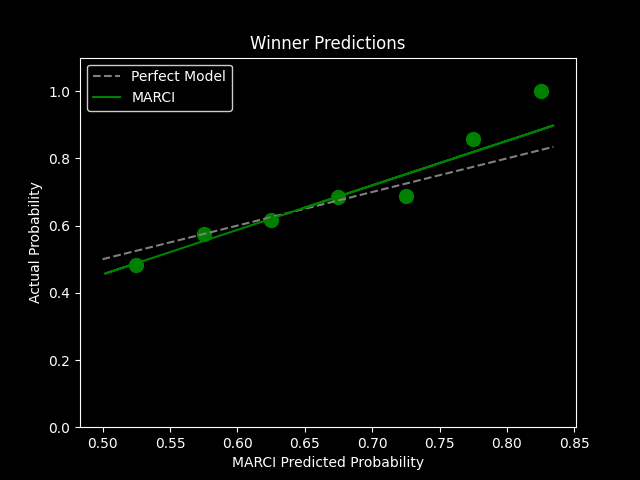 Winner Predictions
Perfect Model
MARCI
1.0
0.8
0.6
0.4
0.2
0.0
Actual Probability
0.50 0.55 0.60 0.65 0.70 0.75 0.80 0.85
MARCI Predicted Probability